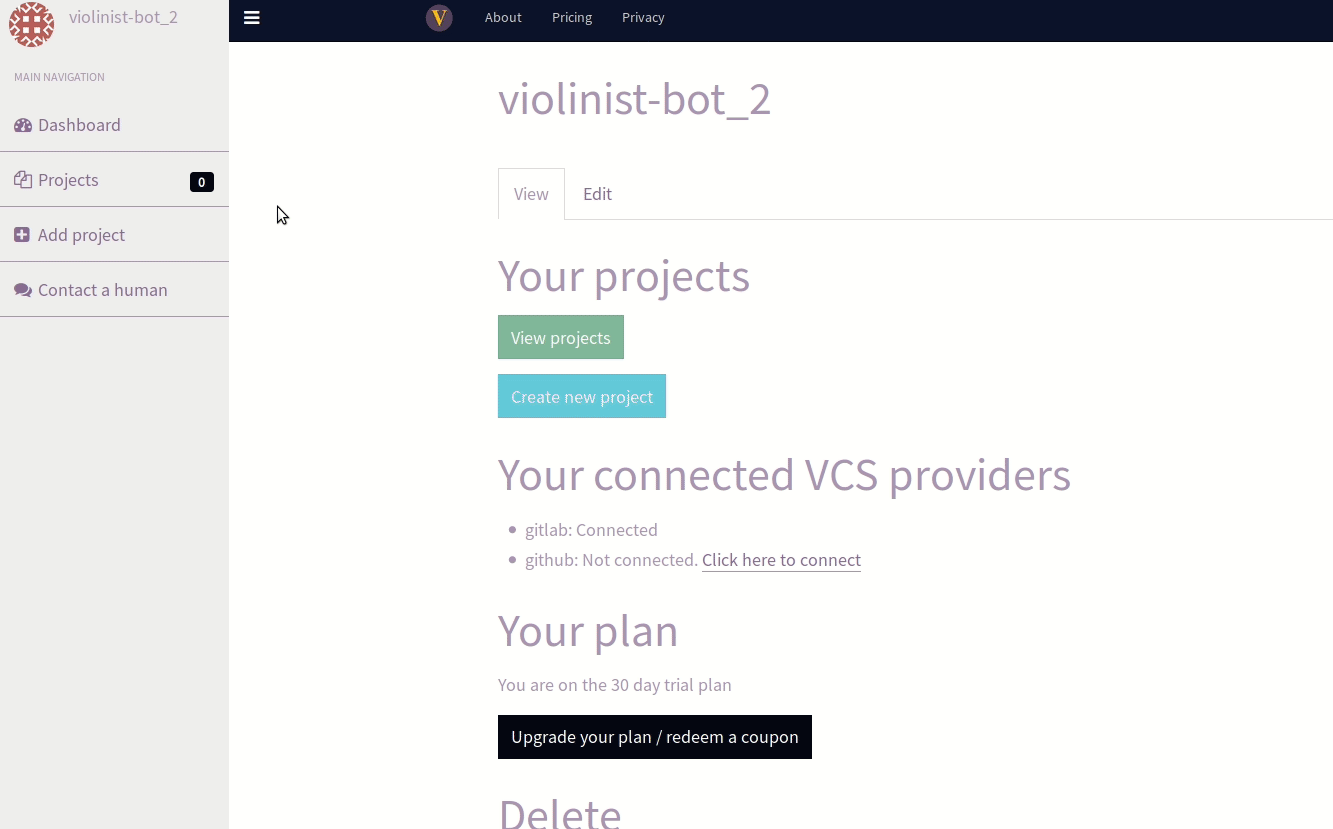 violinist-bot_2
MAIN NAVIGATION
Dashboard
Projects 0
Add project
Contact a human
V About Pricing Privacy
violinist-bot_2
View Edit
Your projects
View projects
Create new project
Your connected VCS providers
gitlab: Connected
github: Not connected. Click here to connect
Your plan
You are on the 30 day trial plan
Upgrade your plan / redeem a coupon
Delete